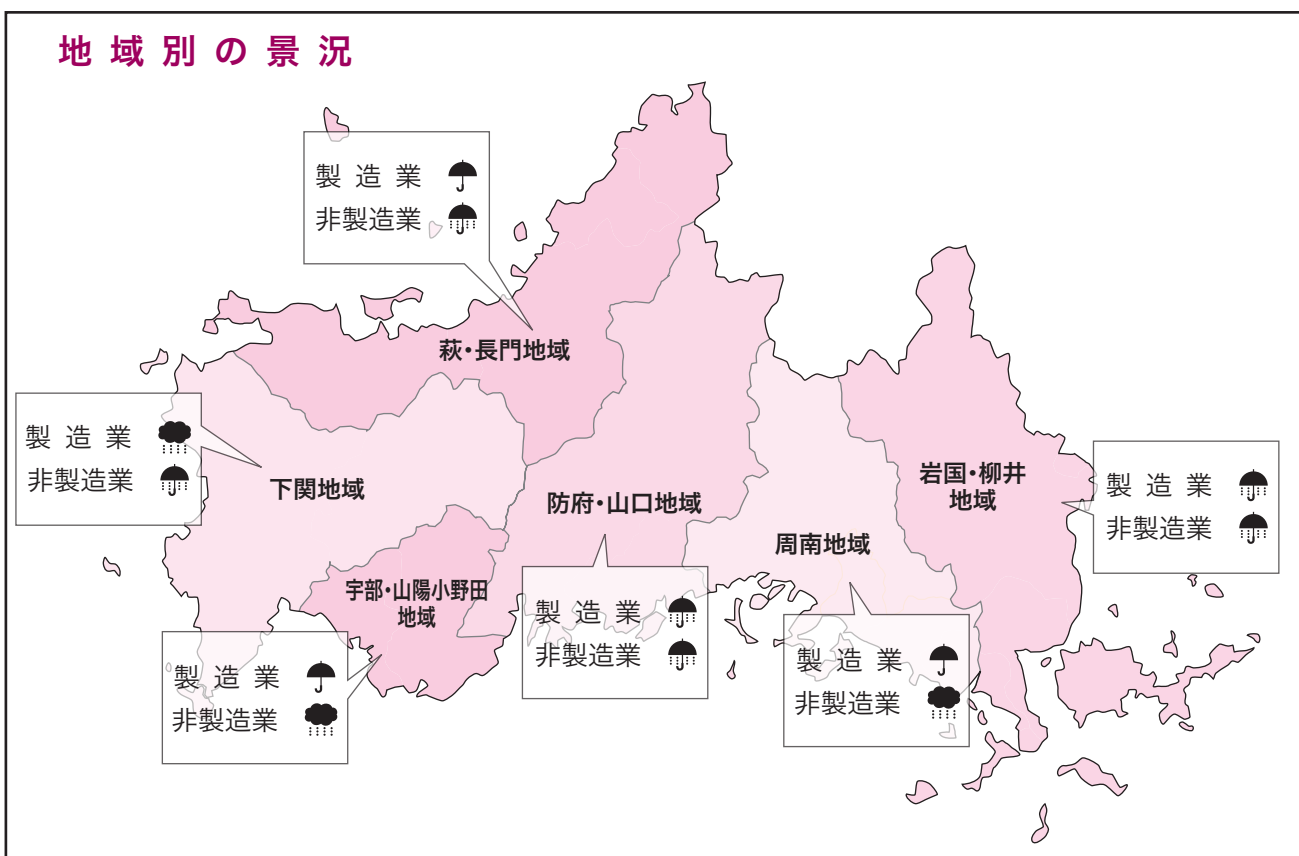 地域別の景況
製造業
非製造業
萩・長門地域
製造業
非製造業
下関地域
防府・山口地域
岩国・柳井
地域
製造業
非製造業
周南地域
宇部・山陽小野田
地域
製造業
非製造業
製造業
非製造業
製造業
非製造業